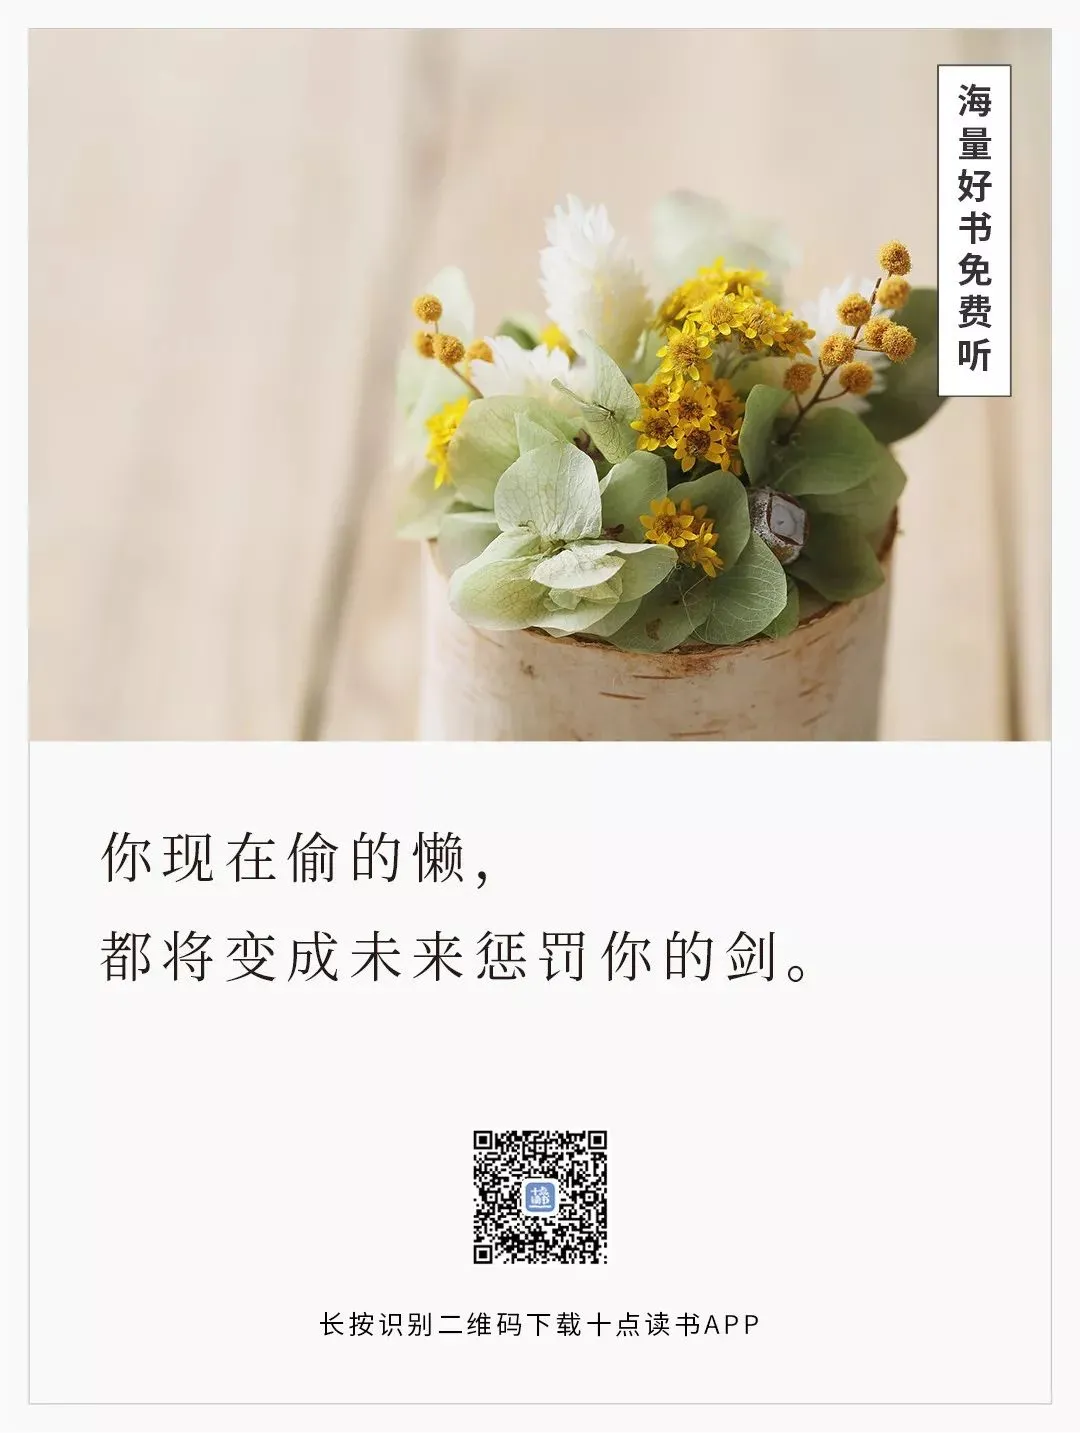 海量好书免费听
你现在偷的懒，
都将变成未来惩罚你的剑。
长按识别二维码下载十点读书APP